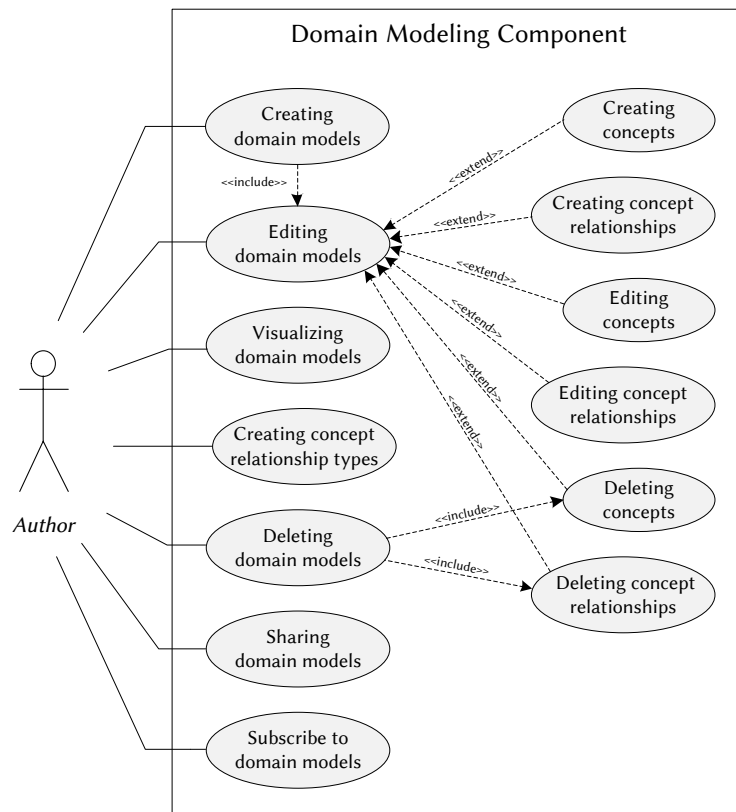 Domain Modeling Component
Creating
domain models
<<include>>
Editing
domain models
Visualizing
domain models
Creating concept
relationship types
Deleting
domain models
Sharing
domain models
Subscribe to
domain models
Author
Creating
concepts
Creating concept
relationships
Editing
concepts
Editing concept
relationships
Deleting
concepts
Deleting concept
relationships
<<extend>>
<<extend>>
<<extend>>
<<extend>>
<<extend>>
<<extend>>
<<include>>
<<include>>